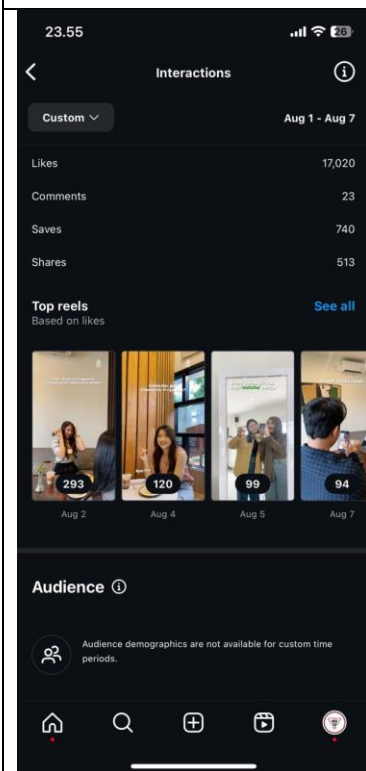 23.55
26
Interactions
Custom
Aug 1 - Aug 7
Likes 17,020
Comments 23
Saves 740
Shares 513
Top reels See all
Based on likes
293 120 99 94
Aug 2 Aug 4 Aug 5 Aug 7
Audience
Audience demographics are not available for custom time
periods.